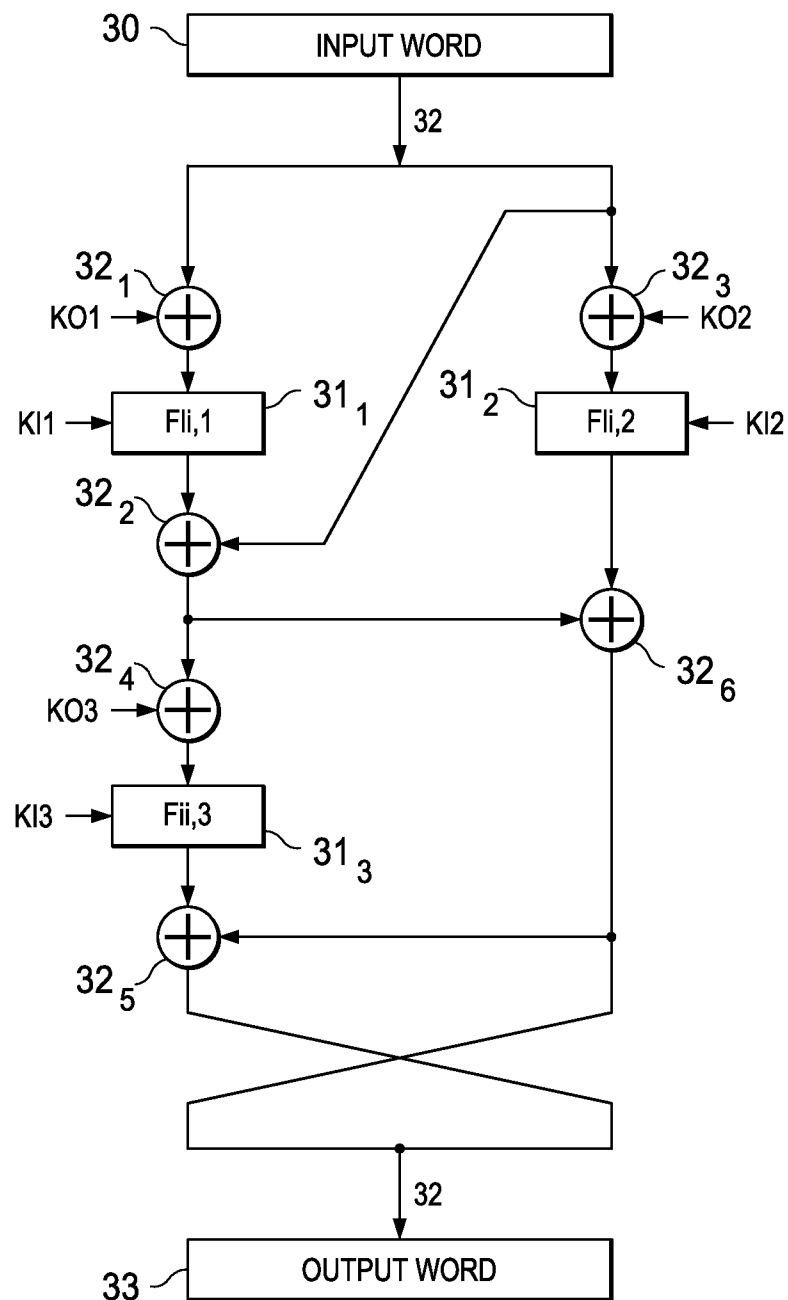 30
INPUT WORD
32
32 1
32 3
KO1
KO2
KI1
FIi,1
31 1
31 2
FIi,2
KI2
32 2
32 4
32 6
KO3
KI3
Fii,3
31 3
32 5
32
33
OUTPUT WORD